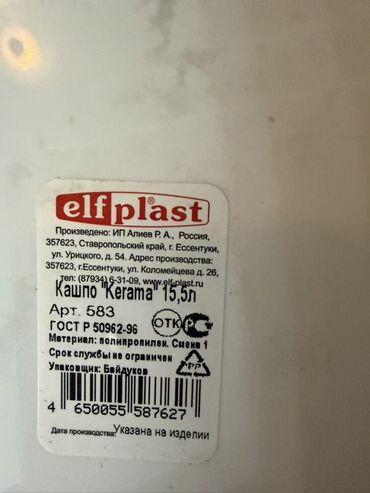 elfplast®
Произведено: ИП Алиев Р. А., Россия,
357623, Ставропольский край, г. Ессентуки,
ул. Урицкого, д. 54. Адрес производства:
357623, г.Ессентуки, ул. Коломейцева д. 26,
тел: (87934) 6-31-09, www.elf-plast.ru
Кашпо "Kerama" 15,5л
Арт. 583
ГОСТ Р 50962-96
ОТК
Материал: полипропилен. Смена 1
Срок службы не ограничен
Упаковщик: Байдуков
PP
4 650055 587627
Дата производства: Указана на изделии